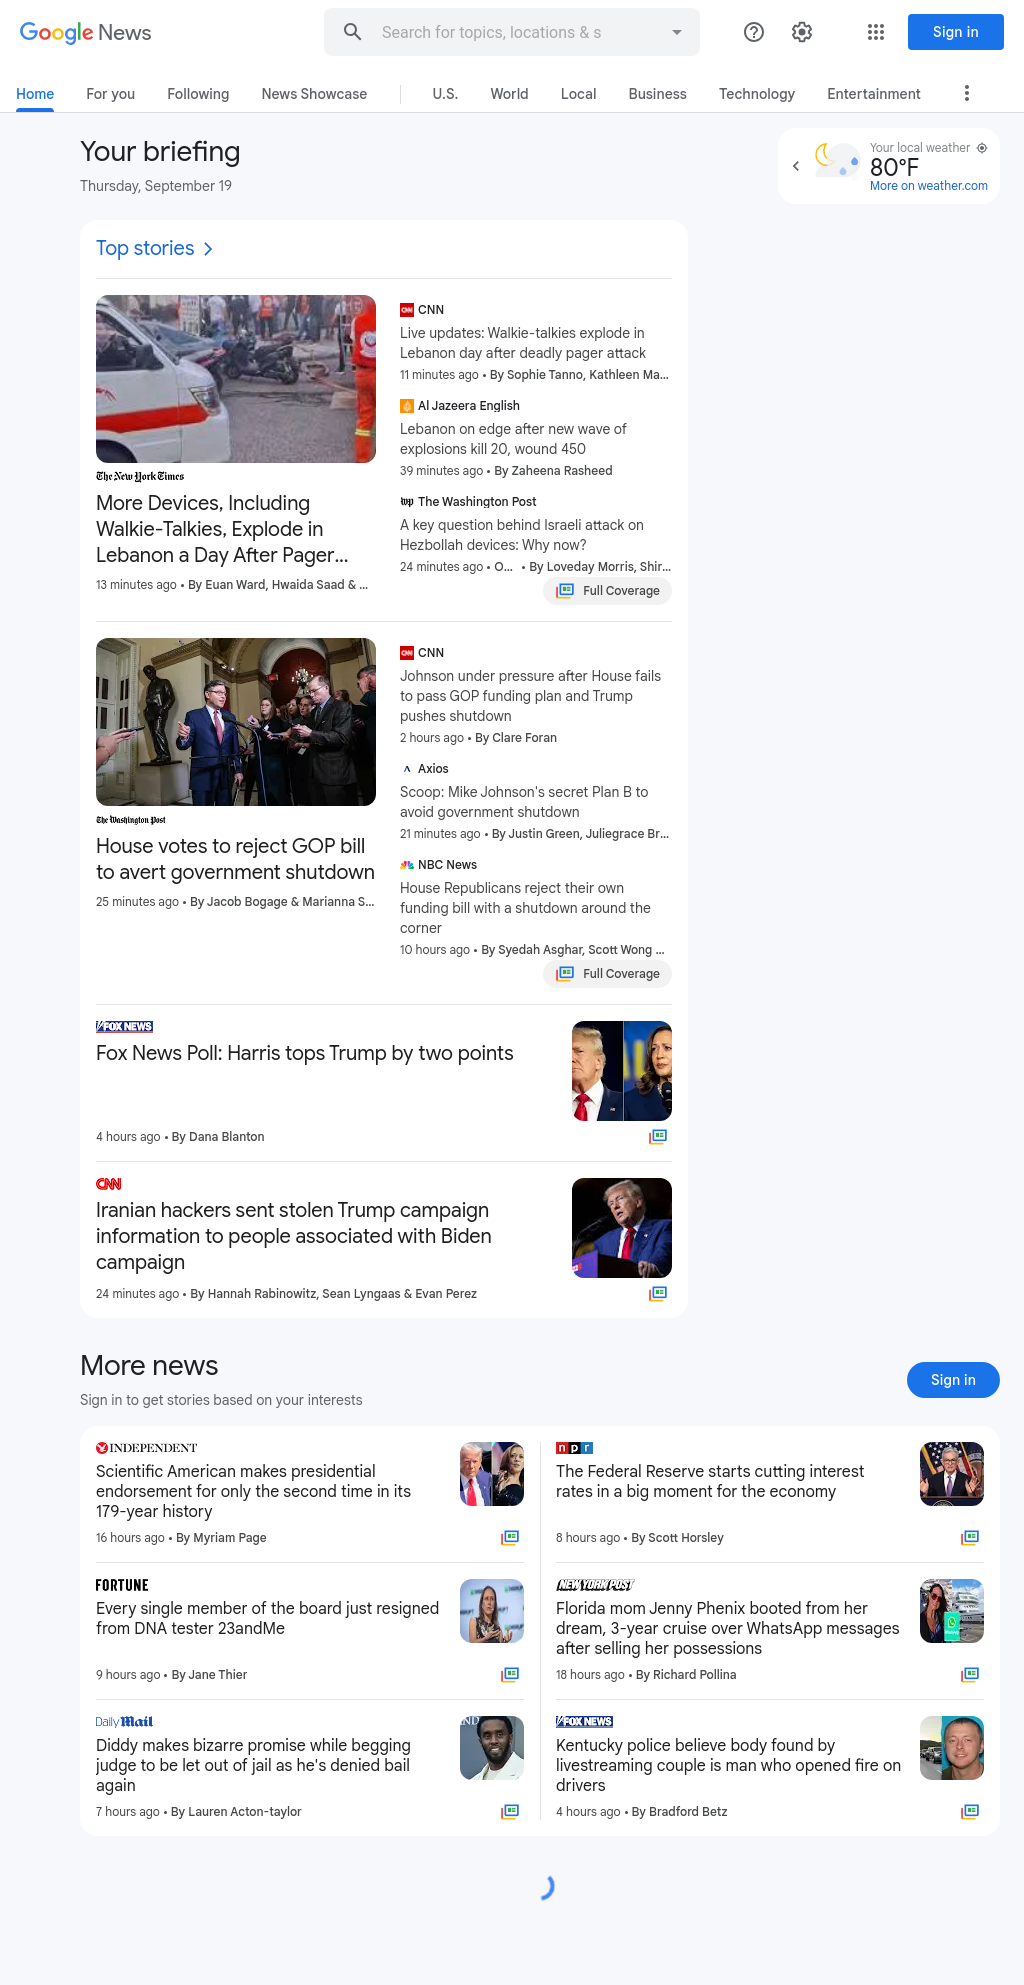 Google News
Search for topics, locations & s
Sign in
Home
For you
Following
News Showcase
U.S.
World
Local
Business
Technology
Entertainment
Your briefing
Thursday, September 19
Your local weather
80°F
More on weather.com
Top stories
The New York Times
More Devices, Including
Walkie-Talkies, Explode in
Lebanon a Day After Pager...
13 minutes ago • By Euan Ward, Hwaida Saad & ...
CNN
Live updates: Walkie-talkies explode in
Lebanon day after deadly pager attack
11 minutes ago • By Sophie Tanno, Kathleen Ma...
Al Jazeera English
Lebanon on edge after new wave of
explosions kill 20, wound 450
39 minutes ago • By Zaheena Rasheed
The Washington Post
A key question behind Israeli attack on
Hezbollah devices: Why now?
24 minutes ago • O... • By Loveday Morris, Shir...
Full Coverage
The Washington Post
House votes to reject GOP bill
to avert government shutdown
25 minutes ago • By Jacob Bogage & Marianna S...
CNN
Johnson under pressure after House fails
to pass GOP funding plan and Trump
pushes shutdown
2 hours ago • By Clare Foran
Axios
Scoop: Mike Johnson's secret Plan B to
avoid government shutdown
21 minutes ago • By Justin Green, Juliegrace Br...
NBC News
House Republicans reject their own
funding bill with a shutdown around the
corner
10 hours ago • By Syedah Asghar, Scott Wong ...
Full Coverage
FOX NEWS
Fox News Poll: Harris tops Trump by two points
4 hours ago • By Dana Blanton
CNN
Iranian hackers sent stolen Trump campaign
information to people associated with Biden
campaign
24 minutes ago • By Hannah Rabinowitz, Sean Lyngaas & Evan Perez
More news
Sign in to get stories based on your interests
Sign in
INDEPENDENT
Scientific American makes presidential
endorsement for only the second time in its
179-year history
16 hours ago • By Myriam Page
npr
The Federal Reserve starts cutting interest
rates in a big moment for the economy
8 hours ago • By Scott Horsley
FORTUNE
Every single member of the board just resigned
from DNA tester 23andMe
9 hours ago • By Jane Thier
NEW YORK POST
Florida mom Jenny Phenix booted from her
dream, 3-year cruise over WhatsApp messages
after selling her possessions
18 hours ago • By Richard Pollina
Daily Mail
Diddy makes bizarre promise while begging
judge to be let out of jail as he's denied bail
again
7 hours ago • By Lauren Acton-taylor
FOX NEWS
Kentucky police believe body found by
livestreaming couple is man who opened fire on
drivers
4 hours ago • By Bradford Betz